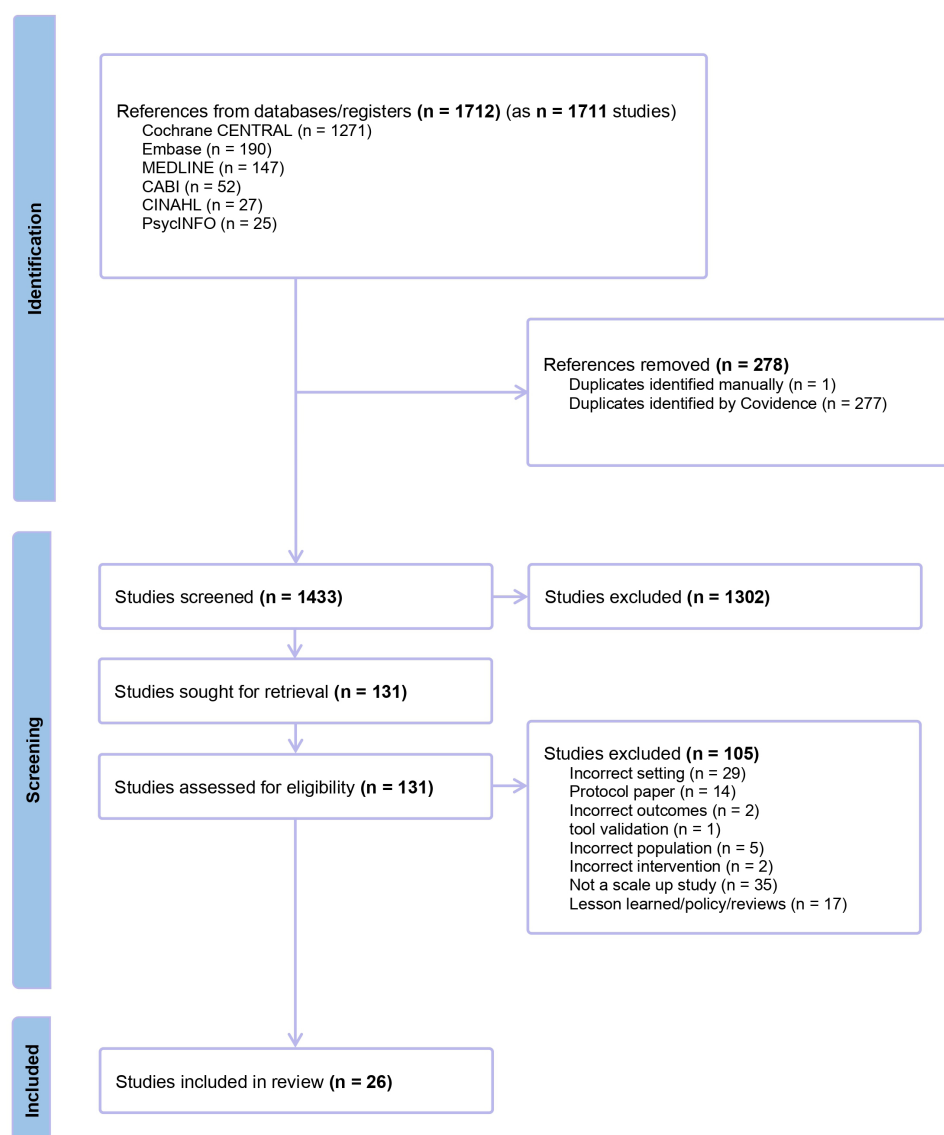 Identification
References from databases/registers (n = 1712) (as n = 1711 studies)
Cochrane CENTRAL (n = 1271)
Embase (n = 190)
MEDLINE (n = 147)
CABI (n = 52)
CINAHL (n = 27)
PsycINFO (n = 25)
References removed (n = 278)
Duplicates identified manually (n = 1)
Duplicates identified by Covidence (n = 277)
Screening
Studies screened (n = 1433)
Studies excluded (n = 1302)
Studies sought for retrieval (n = 131)
Studies assessed for eligibility (n = 131)
Studies excluded (n = 105)
Incorrect setting (n = 29)
Protocol paper (n = 14)
Incorrect outcomes (n = 2)
tool validation (n = 1)
Incorrect population (n = 5)
Incorrect intervention (n = 2)
Not a scale up study (n = 35)
Lesson learned/policy/reviews (n = 17)
Included
Studies included in review (n = 26)